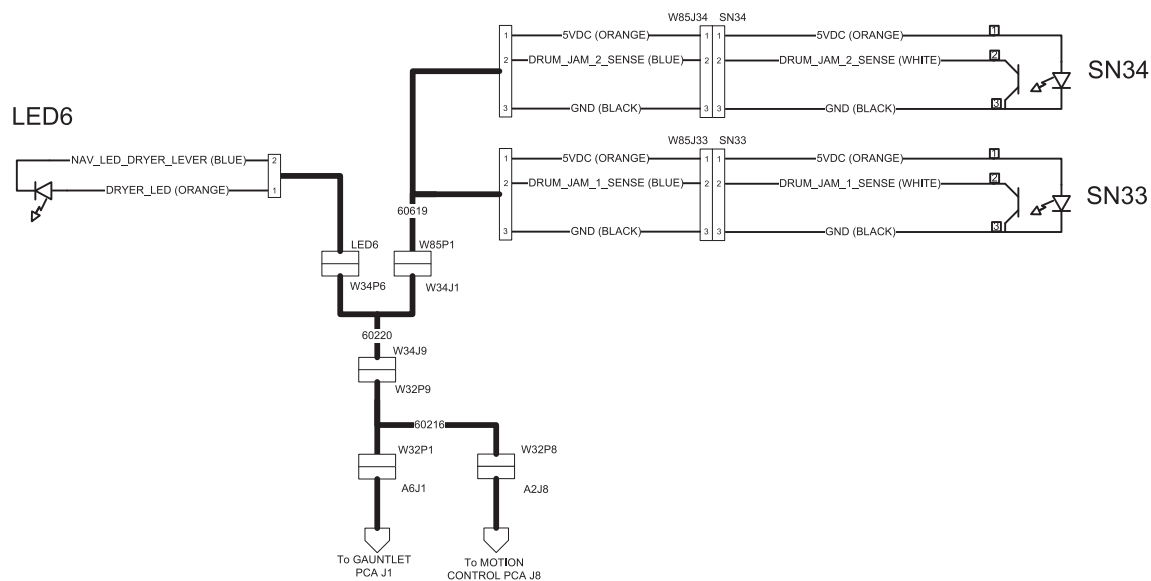 W85J34 SN34
1 5VDC (ORANGE) 1 1 5VDC (ORANGE) 1
2 DRUM_JAM_2_SENSE (BLUE) 2 2 DRUM_JAM_2_SENSE (WHITE) 2
SN34
3 GND (BLACK) 3 3 GND (BLACK) 3
LED6
NAV_LED_DRYER_LEVER (BLUE) 2
DRYER_LED (ORANGE) 1
W85J33 SN33
1 5VDC (ORANGE) 1 1 5VDC (ORANGE) 1
2 DRUM_JAM_1_SENSE (BLUE) 2 2 DRUM_JAM_1_SENSE (WHITE) 2
SN33
3 GND (BLACK) 3 3 GND (BLACK) 3
60619
LED6 W85P1
W34P6 W34J1
60220
W34J9
W32P9
60216
W32P1 W32P8
A6J1 A2J8
To GAUNTLET
PCA J1
To MOTION
CONTROL PCA J8